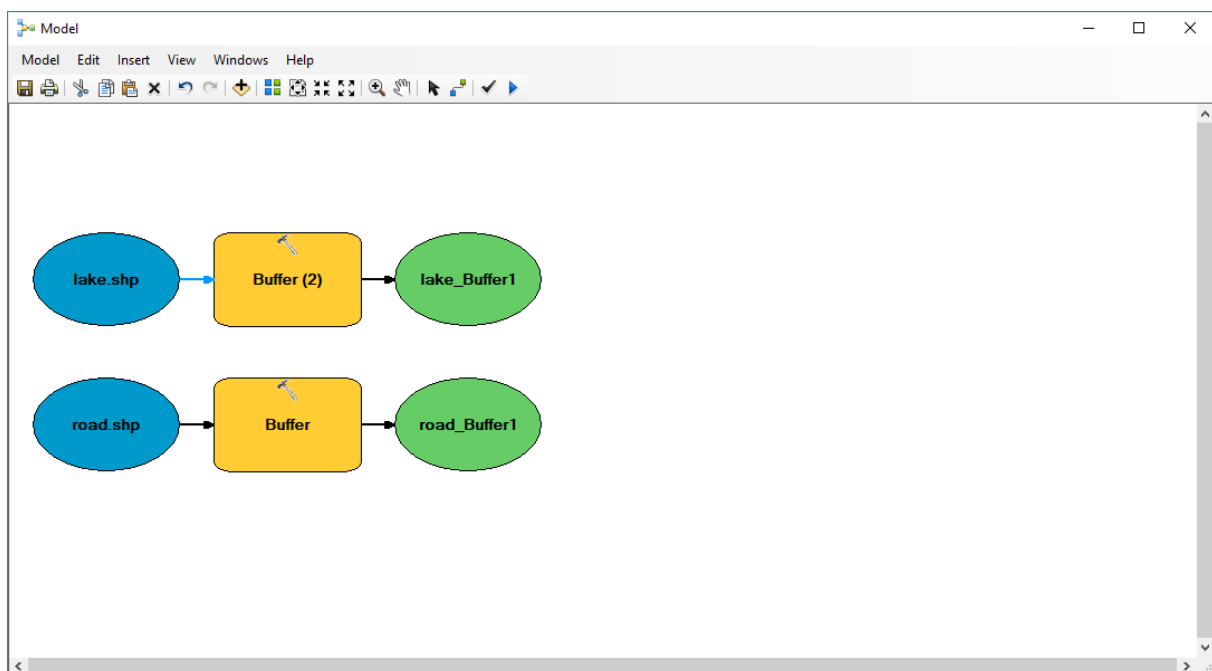 Model
Model Edit Insert View Windows Help
lake.shp Buffer (2) lake_Buffer1
road.shp Buffer road_Buffer1